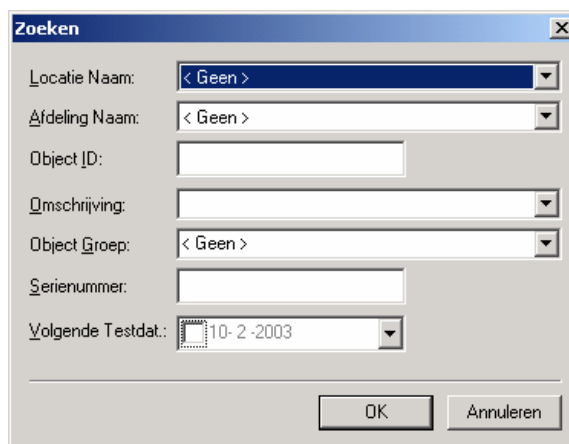 Zoeken
Locatie Naam: < Geen >
Afdeling Naam: < Geen >
Object ID:
Omschrijving:
Object Groep: < Geen >
Serienummer:
Volgende Testdat.: 10- 2 -2003
OK Annuleren